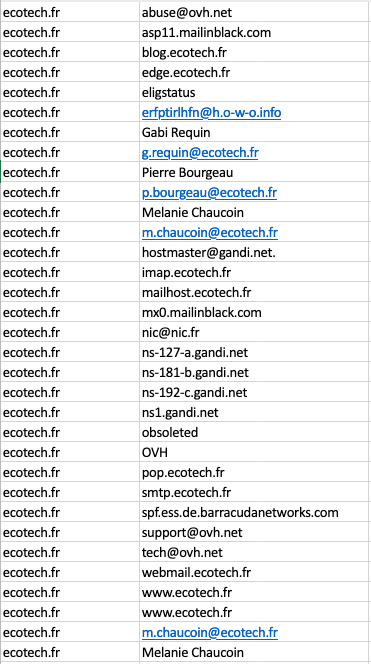 ecotech.fr abuse@ovh.net
ecotech.fr asp11.mailinblack.com
ecotech.fr blog.ecotech.fr
ecotech.fr edge.ecotech.fr
ecotech.fr eligstatus
ecotech.fr erfptirlhfn@h.o-w-o.info
ecotech.fr Gabi Requin
ecotech.fr g.requin@ecotech.fr
ecotech.fr Pierre Bourgeau
ecotech.fr p.bourgeau@ecotech.fr
ecotech.fr Melanie Chaucoin
ecotech.fr m.chaucoin@ecotech.fr
ecotech.fr hostmaster@gandi.net.
ecotech.fr imap.ecotech.fr
ecotech.fr mailhost.ecotech.fr
ecotech.fr mx0.mailinblack.com
ecotech.fr nic@nic.fr
ecotech.fr ns-127-a.gandi.net
ecotech.fr ns-181-b.gandi.net
ecotech.fr ns-192-c.gandi.net
ecotech.fr ns1.gandi.net
ecotech.fr obsoleted
ecotech.fr OVH
ecotech.fr pop.ecotech.fr
ecotech.fr smtp.ecotech.fr
ecotech.fr spf.ess.de.barracudanetworks.com
ecotech.fr support@ovh.net
ecotech.fr tech@ovh.net
ecotech.fr webmail.ecotech.fr
ecotech.fr www.ecotech.fr
ecotech.fr www.ecotech.fr
ecotech.fr m.chaucoin@ecotech.fr
ecotech.fr Melanie Chaucoin